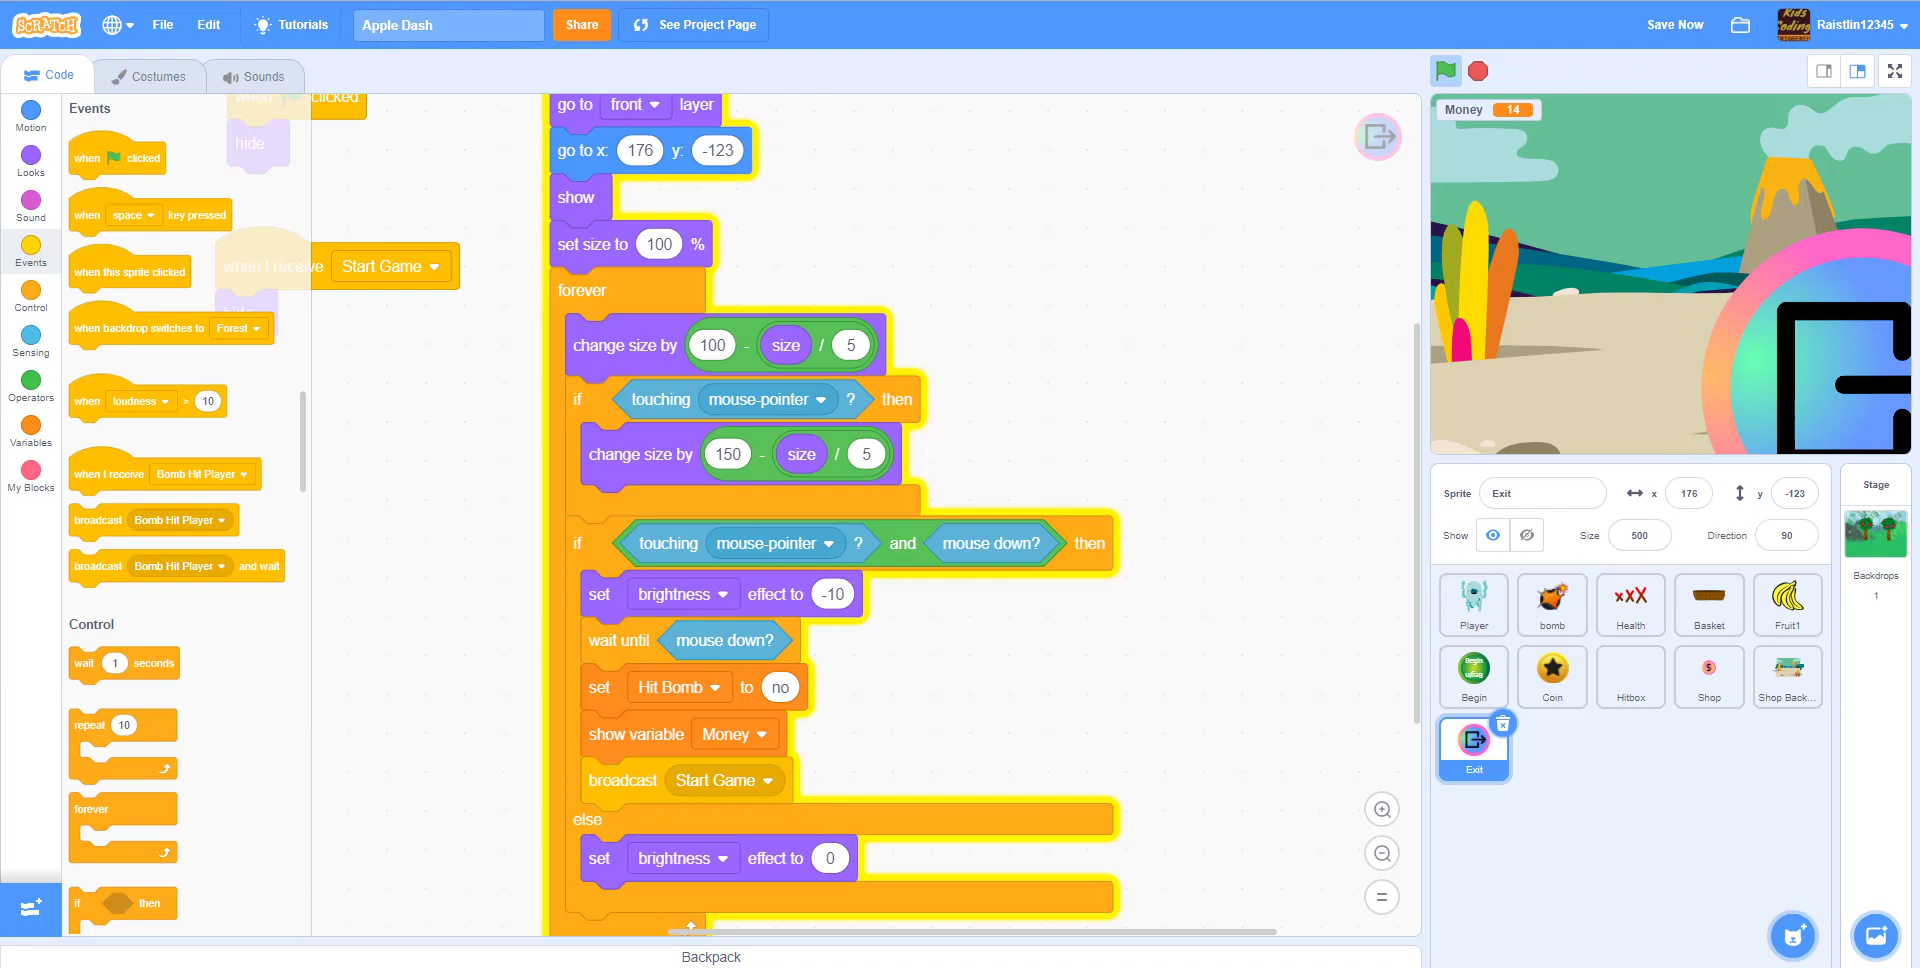 SCRATCH
File
Edit
Tutorials
Apple Dash
Share
See Project Page
Save Now
Kids
Coding
TRIGGERED
Raistlin12345
Code
Costumes
Sounds
Motion
Looks
Sound
Events
Control
Sensing
Operators
Variables
My Blocks
Events
when clicked
when space key pressed
when this sprite clicked
when backdrop switches to Forest
when loudness > 10
when I receive Bomb Hit Player
broadcast Bomb Hit Player
broadcast Bomb Hit Player and wait
Control
wait 1 seconds
repeat 10
forever
if then
when clicked
hide
when I receive Start Game
go to front layer
go to x: 176 y: -123
show
set size to 100 %
forever
change size by 100 - size / 5
if touching mouse-pointer ? then
change size by 150 - size / 5
if touching mouse-pointer ? and mouse down? then
set brightness effect to -10
wait until mouse down?
set Hit Bomb to no
show variable Money
broadcast Start Game
else
set brightness effect to 0
Backpack
Money 14
Sprite Exit x 176 y -123
Show Size 500 Direction 90
Player
bomb
Health
Basket
Fruit1
Begin
Begin
Begin
Coin
Hitbox
$
Shop
Shop Back...
Exit
Stage
Backdrops
1